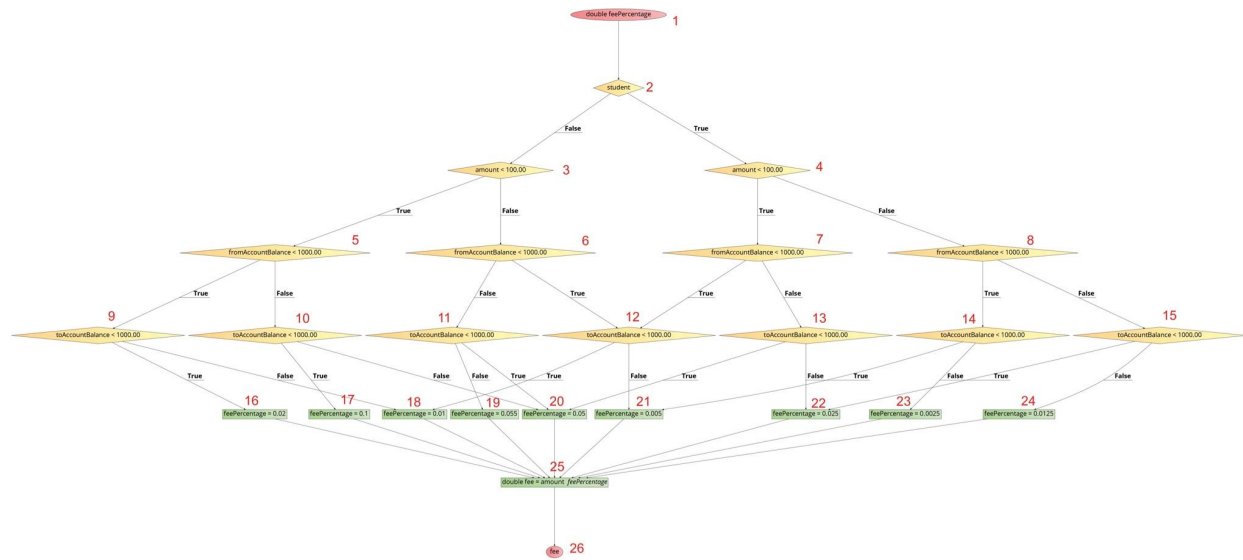 double feePercentage
1
student
2
False
True
amount < 100.00
3
amount < 100.00
4
True
False
True
False
5
6
7
8
fromAccountBalance < 1000.00
fromAccountBalance < 1000.00
fromAccountBalance < 1000.00
fromAccountBalance < 1000.00
True
False
False
True
True
False
True
False
9
10
11
12
13
14
15
toAccountBalance < 1000.00
toAccountBalance < 1000.00
toAccountBalance < 1000.00
toAccountBalance < 1000.00
toAccountBalance < 1000.00
toAccountBalance < 1000.00
toAccountBalance < 1000.00
True
False
True
False
False
True
True
False
True
False
True
True
False
False
16
17
18
19
20
21
22
23
24
feePercentage = 0.02
feePercentage = 0.1
feePercentage = 0.01
feePercentage = 0.055
feePercentage = 0.05
feePercentage = 0.005
feePercentage = 0.025
feePercentage = 0.0025
feePercentage = 0.0125
25
double fee = amount feePercentage
fee
26